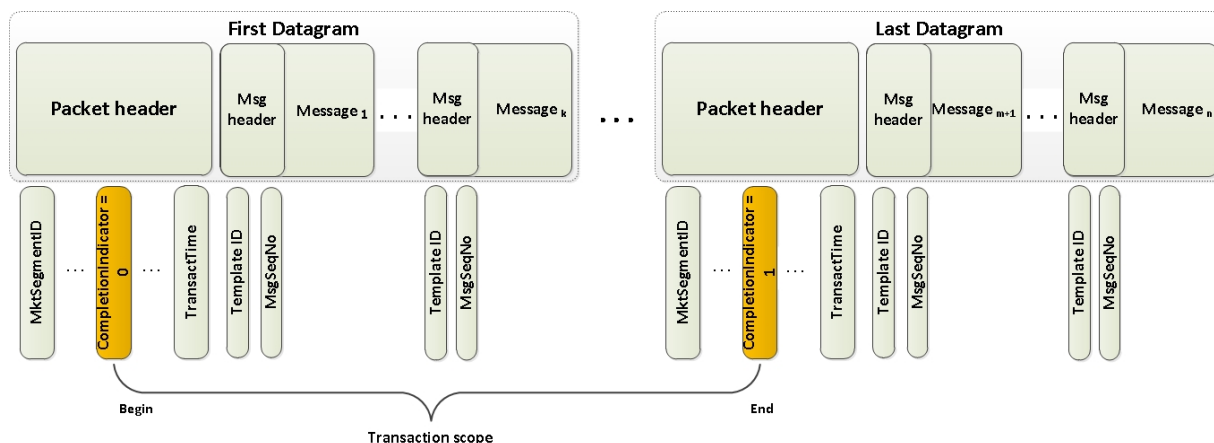 First Datagram
Last Datagram
Packet header
Msg
header
Message 1
. . .
Msg
header
Message k
...
Packet header
Msg
header
Message m+1
. . .
Msg
header
Message n
MktSegmentID
...
CompletionIndicator =
0
...
TransactTime
Template ID
MsgSeqNo
Template ID
MsgSeqNo
MktSegmentID
...
CompletionIndicator =
1
...
TransactTime
Template ID
MsgSeqNo
Template ID
MsgSeqNo
Begin
End
Transaction scope